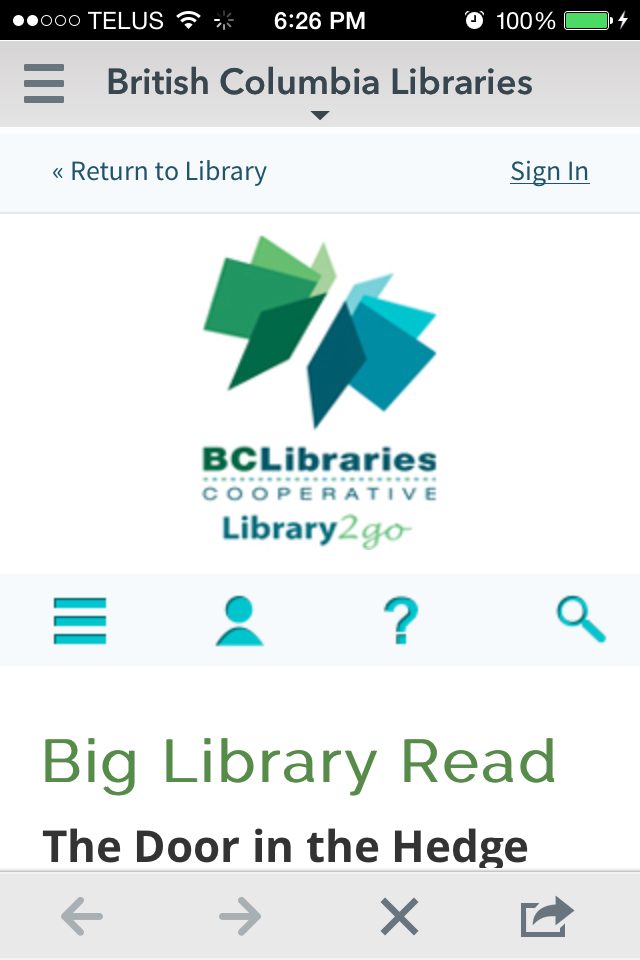 TELUS 6:26 PM 100%
British Columbia Libraries
« Return to Library Sign In
BCLibraries
COOPERATIVE
Library2go
?
Big Library Read
The Door in the Hedge